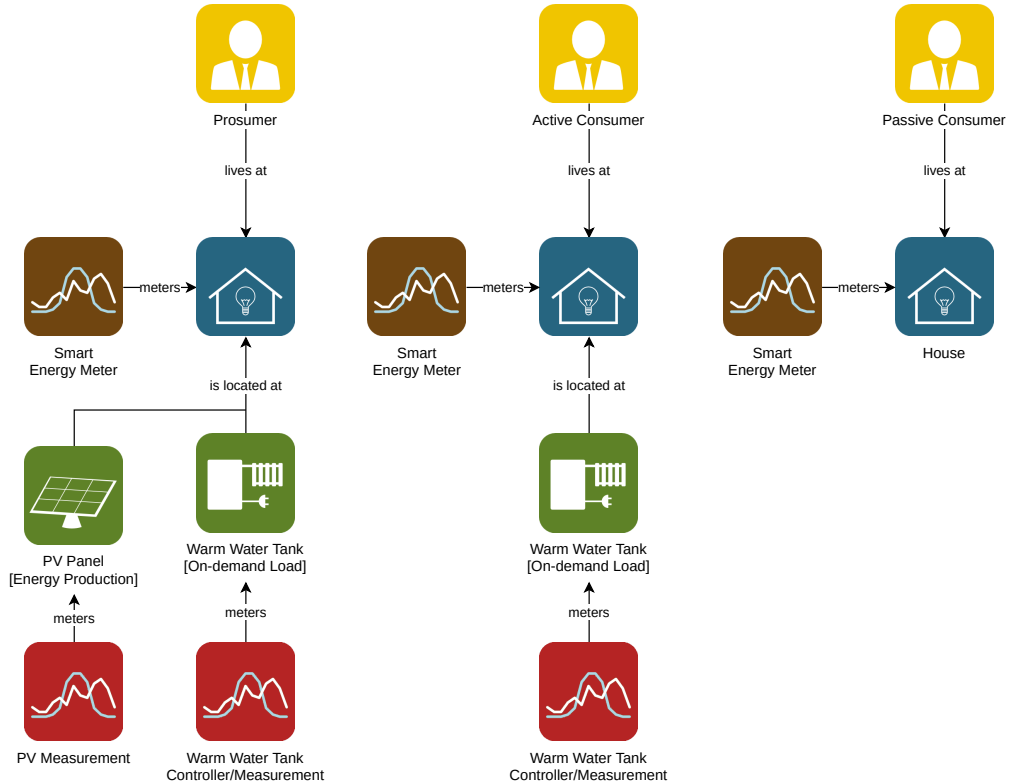 Prosumer
Active Consumer
Passive Consumer
lives at
lives at
lives at
meters
meters
meters
Smart
Energy Meter
Smart
Energy Meter
Smart
Energy Meter
House
is located at
is located at
PV Panel
[Energy Production]
Warm Water Tank
[On-demand Load]
Warm Water Tank
[On-demand Load]
meters
meters
meters
PV Measurement
Warm Water Tank
Controller/Measurement
Warm Water Tank
Controller/Measurement